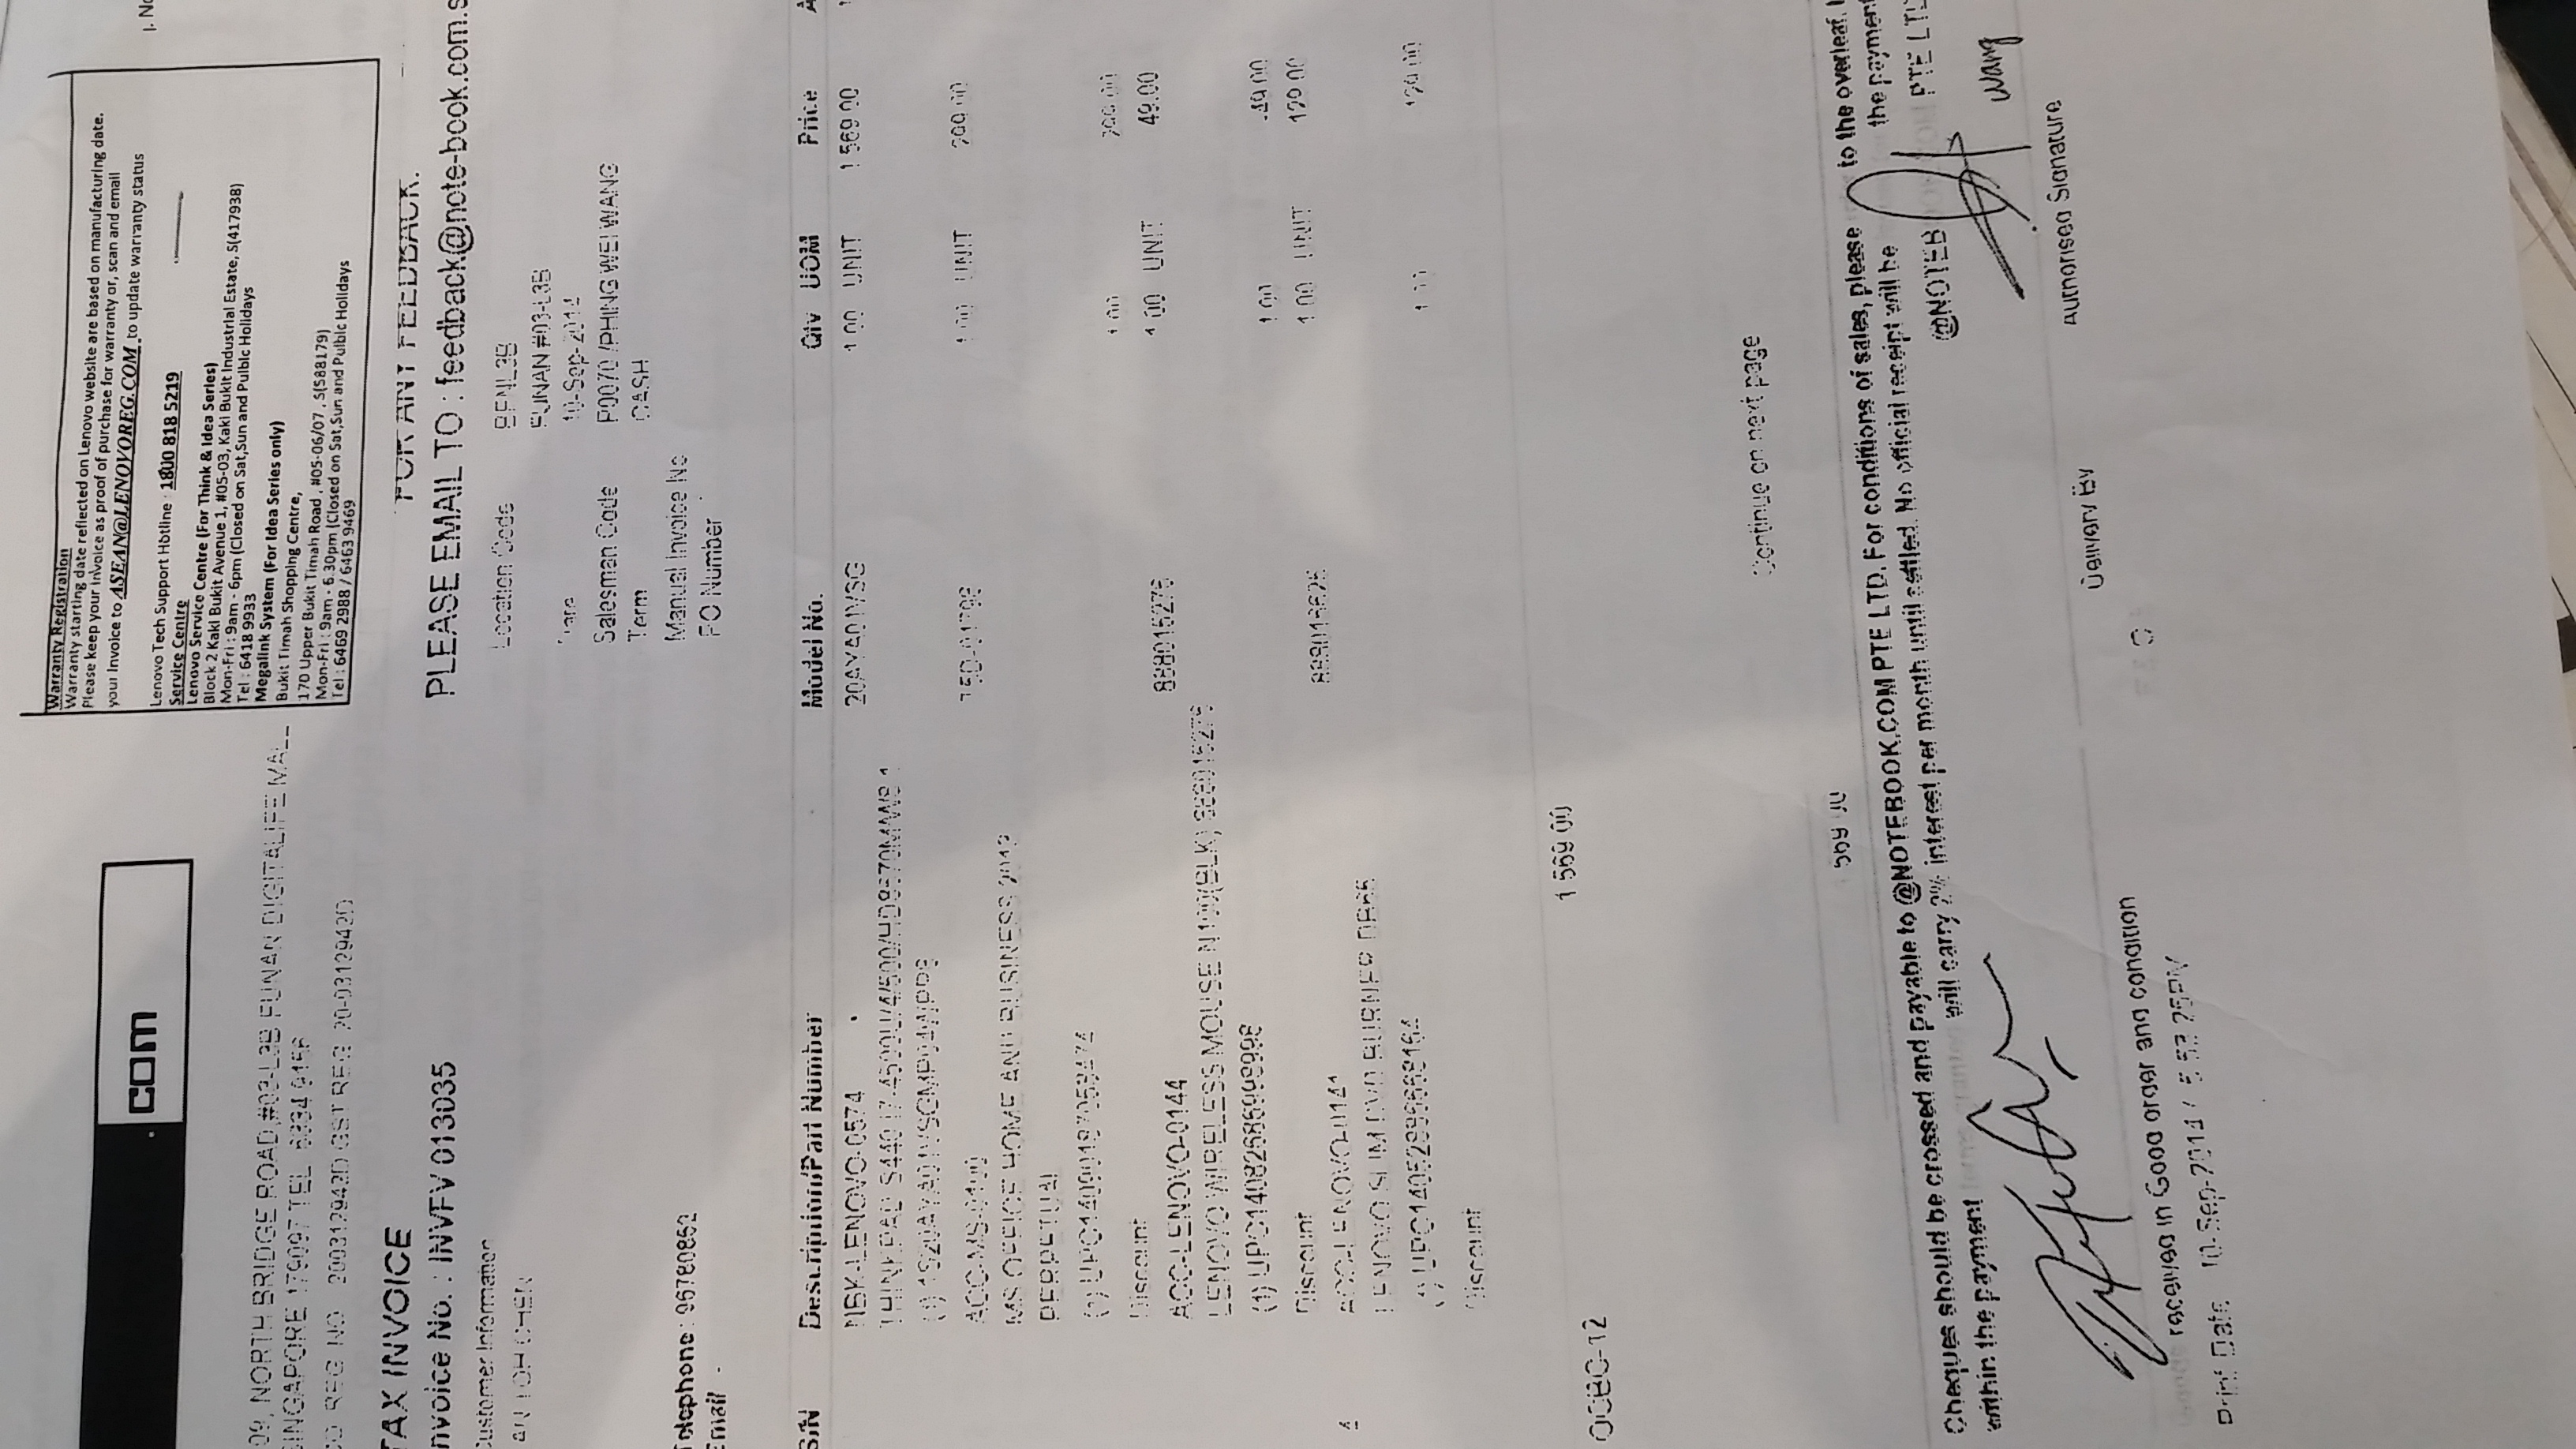 .com
Warranty Registration
Warranty starting date reflected on Lenovo website are based on manufacturing date.
Please keep your invoice as proof of purchase for warranty or, scan and email
your Invoice to ASEAN@LENOVOREG.COM to update warranty status
Lenovo Tech Support Hotline : 1800 818 5219
Service Centre
Lenovo Service Centre (For Think & Idea Series)
Block 2 Kaki Bukit Avenue 1, #05-03, Kaki Bukit Industrial Estate, S(417938)
Mon-Fri : 9am - 6pm (Closed on Sat,Sun and Pulbic Holidays
Tel : 6418 9933
Megalink System (For Idea Series only)
Bukit Timah Shopping Centre,
170 Upper Bukit Timah Road , #05-06/07 , S(588179)
Mon-Fri : 9am - 6.30pm (Closed on Sat,Sun and Pulbic Holidays
Tel : 6469 2988 / 6463 9469
09, NORTH BRIDGE ROAD,#03-L3B FUNAN DIGITALIFE MALL
SINGAPORE 179097 TEL 6334 9156
CO REG NO 200312942D GST REG 20-0312942D
TAX INVOICE
FOR ANY FEEDBACK.
nvoice No. : INVFV 013035
PLEASE EMAIL TO : feedback@note-book.com.s
Customer Information
AN TOH CHEN
Location Code BFNL3B
FUNAN #03-L3B
Date 10-Sep-2014
Salesman Code P0070 /PHING WEI WANG
Term CASH
Manual Invoice No
PO Number
Telephone : 96780852
Email -
S/N Description/Part Number Model No. Qty UOM Price A
NBK-LENOVO-0574 20AYA01VSG 1.00 UNIT 1 569.00
THINKPAD S440 I7-4500U/4/500/HD8670M/W8 1
(1) 1S20AYA01VSGMP04WPP8
ACC-MS-0100 1.00 UNIT 299.00
MS OFFICE HOME AND BUSINESS 2013
PERPETUAL
(1) UPC14090187058474
Discount 1.00 299.00
ACC-LENOVO-0144 888015276 1.00 UNIT 49.00
LENOVO WIRELESS MOUSE N100(BLK) 888015276
(1) UPC14082686998998
Discount 1.00 49.00
4 ACC-LENOVO-0141 888015625 1.00 UNIT 129.00
LENOVO SLIM DVD BURNER DB65
(1) UPC14052886668164
Discount 1.00 129.00
OCBC-12 1 569 00
Continue on next page
569 00
Cheques should be crossed and payable to @NOTEBOOK.COM PTE LTD. For conditions of sales, please to the overleaf.
within the payment will carry 2% interest per month until settled. No official receipt will be the payment
@NOTEB PTE LTD
Wang
received in Good order and condition
Delivery By
Authorised Signature
Print Date 10-Sep-2014 / 5 53 25PM